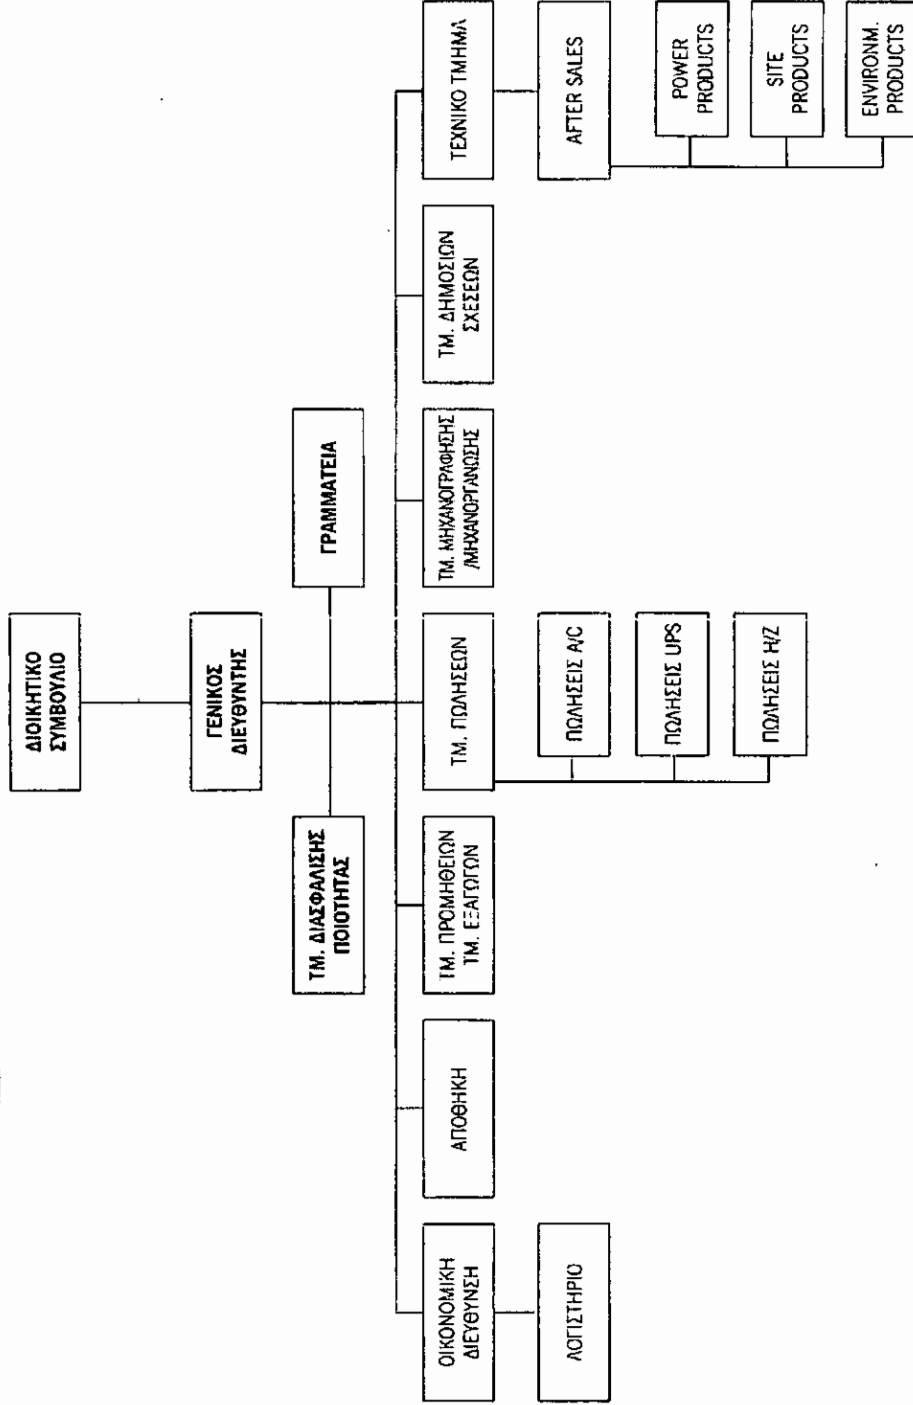 ΔΙΟΙΚΗΤΙΚΟ
ΣΥΜΒΟΥΛΙΟ
ΓΕΝΙΚΟΣ
ΔΙΕΥΘΥΝΤΗΣ
ΤΜ. ΔΙΑΣΦΑΛΙΣΗΣ
ΠΟΙΟΤΗΤΑΣ
ΓΡΑΜΜΑΤΕΙΑ
ΟΙΚΟΝΟΜΙΚΗ
ΔΙΕΥΘΥΝΣΗ
ΑΠΟΘΗΚΗ
ΤΜ. ΠΡΟΜΗΘΕΙΩΝ
ΤΜ. ΕΞΑΓΩΓΩΝ
ΤΜ. ΠΩΛΗΣΕΩΝ
ΤΜ. ΜΗΧΑΝΟΓΡΑΦΗΣΗΣ
/ΜΗΧΑΝΟΡΓΑΝΩΣΗΣ
ΤΜ. ΔΗΜΟΣΙΩΝ
ΣΧΕΣΕΩΝ
ΤΕΧΝΙΚΟ ΤΜΗΜΑ
ΛΟΓΙΣΤΗΡΙΟ
ΠΩΛΗΣΕΙΣ A/C
ΠΩΛΗΣΕΙΣ UPS
ΠΩΛΗΣΕΙΣ Η/Ζ
AFTER SALES
POWER
PRODUCTS
SITE
PRODUCTS
ENVIRONM.
PRODUCTS